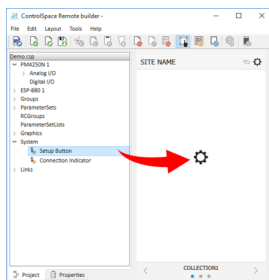 ControlSpace Remote builder -
File Edit Layout Tools Help
Demo.csp
PM4250N 1
Analog I/O
Digital I/O
ESP-880 1
Groups
ParameterSets
RCGroups
ParameterSetLists
Graphics
System
Setup Button
Connection Indicator
Links
Project Properties
SITE NAME
COLLECTION1